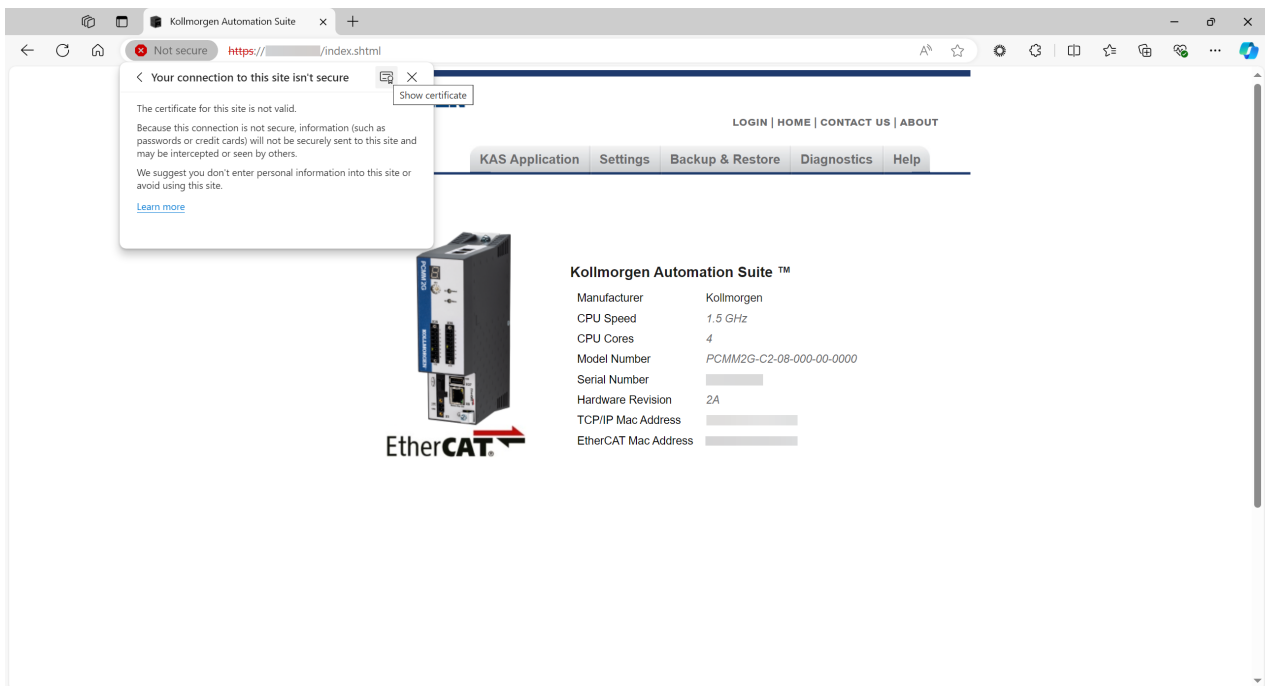 Kollmorgen Automation Suite
Not secure
https:// /index.shtml
Your connection to this site isn't secure
Show certificate
The certificate for this site is not valid.
Because this connection is not secure, information (such as
passwords or credit cards) will not be securely sent to this site and
may be intercepted or seen by others.
We suggest you don't enter personal information into this site or
avoid using this site.
Learn more
LOGIN | HOME | CONTACT US | ABOUT
KAS Application Settings Backup & Restore Diagnostics Help
PCMM2G
KOLLMORGEN
EtherCAT®
Kollmorgen Automation Suite ™
Manufacturer Kollmorgen
CPU Speed 1.5 GHz
CPU Cores 4
Model Number PCMM2G-C2-08-000-00-0000
Serial Number
Hardware Revision 2A
TCP/IP Mac Address
EtherCAT Mac Address